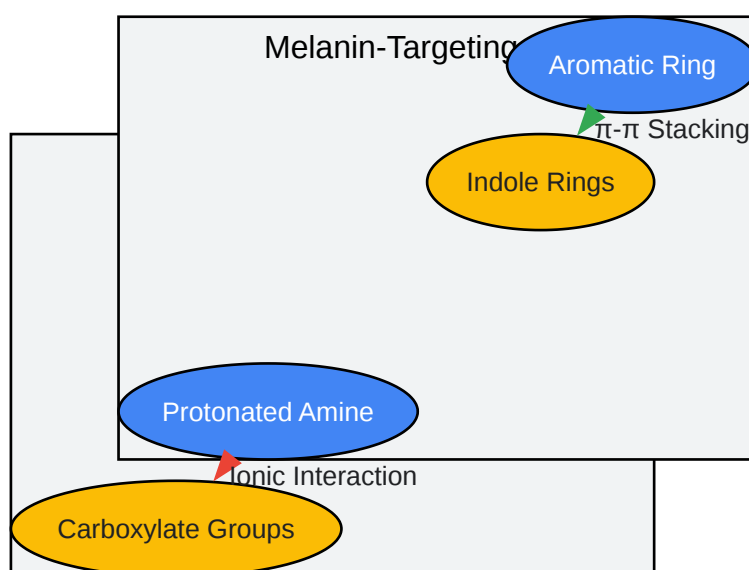 Melanin-Targeting
Aromatic Ring
π-π Stacking
Indole Rings
Protonated Amine
Ionic Interaction
Carboxylate Groups